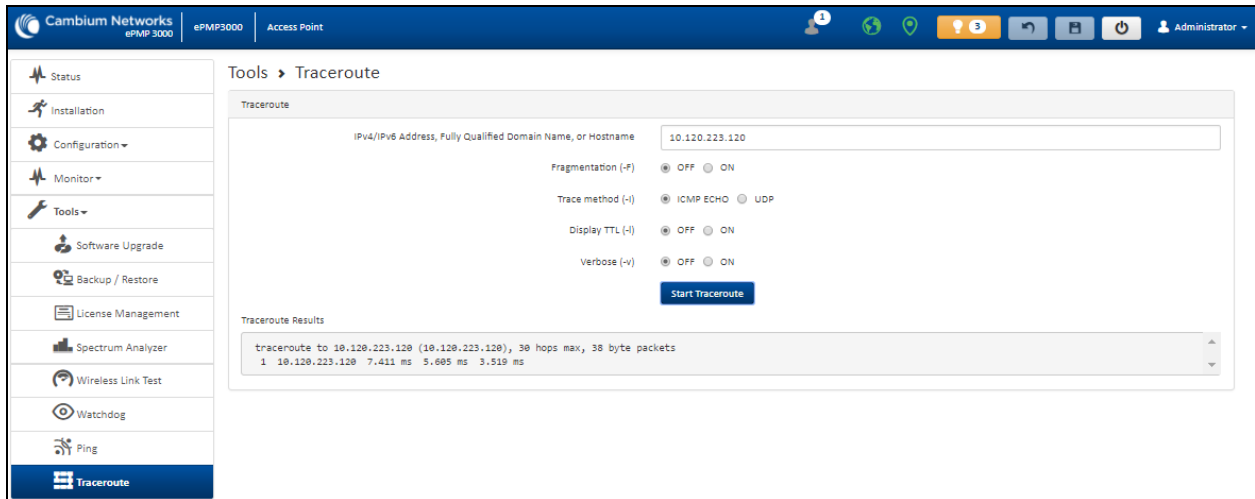 Cambium Networks
ePMP 3000
ePMP3000
Access Point
1
3
Administrator
Status
Installation
Configuration
Monitor
Tools
Software Upgrade
Backup / Restore
License Management
Spectrum Analyzer
Wireless Link Test
Watchdog
Ping
Traceroute
Tools > Traceroute
Traceroute
IPv4/IPv6 Address, Fully Qualified Domain Name, or Hostname 10.120.223.120
Fragmentation (-F) OFF ON
Trace method (-I) ICMP ECHO UDP
Display TTL (-l) OFF ON
Verbose (-v) OFF ON
Start Traceroute
Traceroute Results
traceroute to 10.120.223.120 (10.120.223.120), 30 hops max, 38 byte packets
1 10.120.223.120 7.411 ms 5.605 ms 3.519 ms